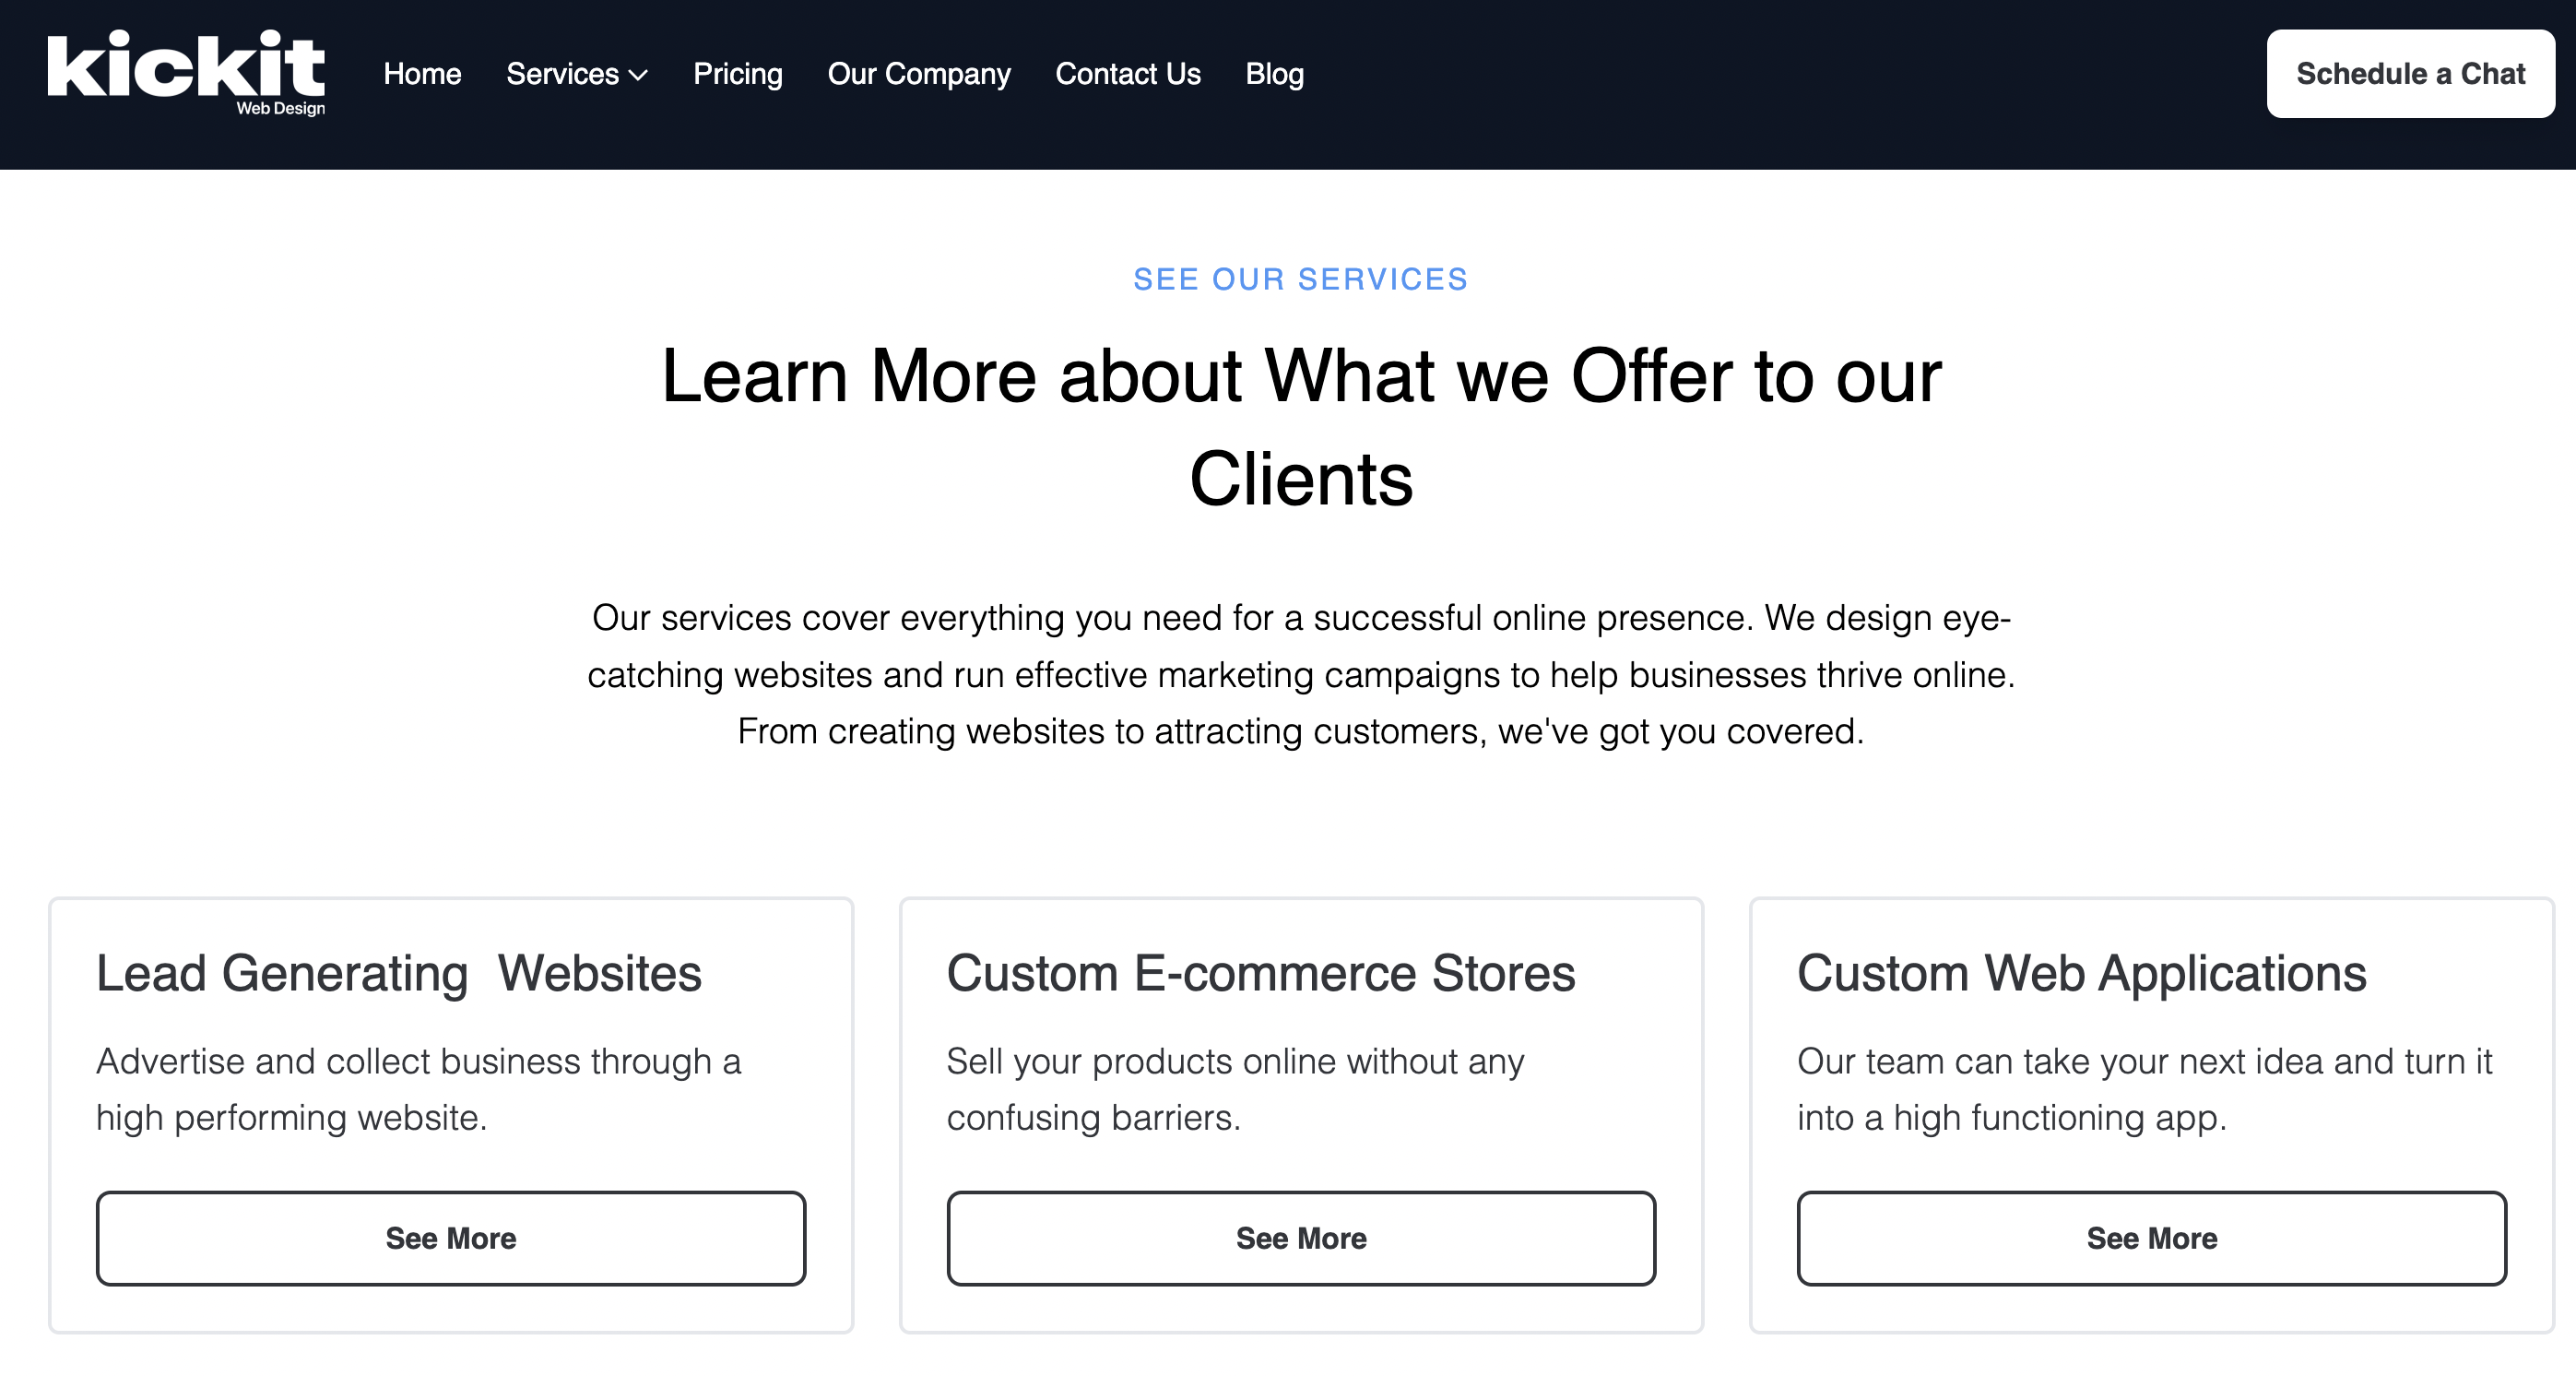 kickit
Web Design
Home
Services
Pricing
Our Company
Contact Us
Blog
Schedule a Chat
SEE OUR SERVICES
Learn More about What we Offer to our
Clients
Our services cover everything you need for a successful online presence. We design eye-
catching websites and run effective marketing campaigns to help businesses thrive online.
From creating websites to attracting customers, we've got you covered.
Lead Generating  Websites
Advertise and collect business through a
high performing website.
See More
Custom E-commerce Stores
Sell your products online without any
confusing barriers.
See More
Custom Web Applications
Our team can take your next idea and turn it
into a high functioning app.
See More